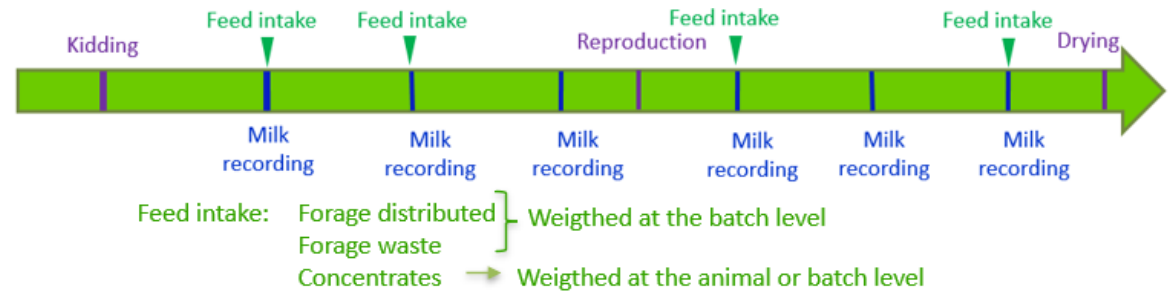 Feed intake Feed intake Feed intake Feed intake
Kidding Reproduction Drying
Milk recording Milk recording Milk recording Milk recording Milk recording Milk recording
Feed intake: Forage distributed Weigthed at the batch level
Forage waste
Concentrates Weigthed at the animal or batch level